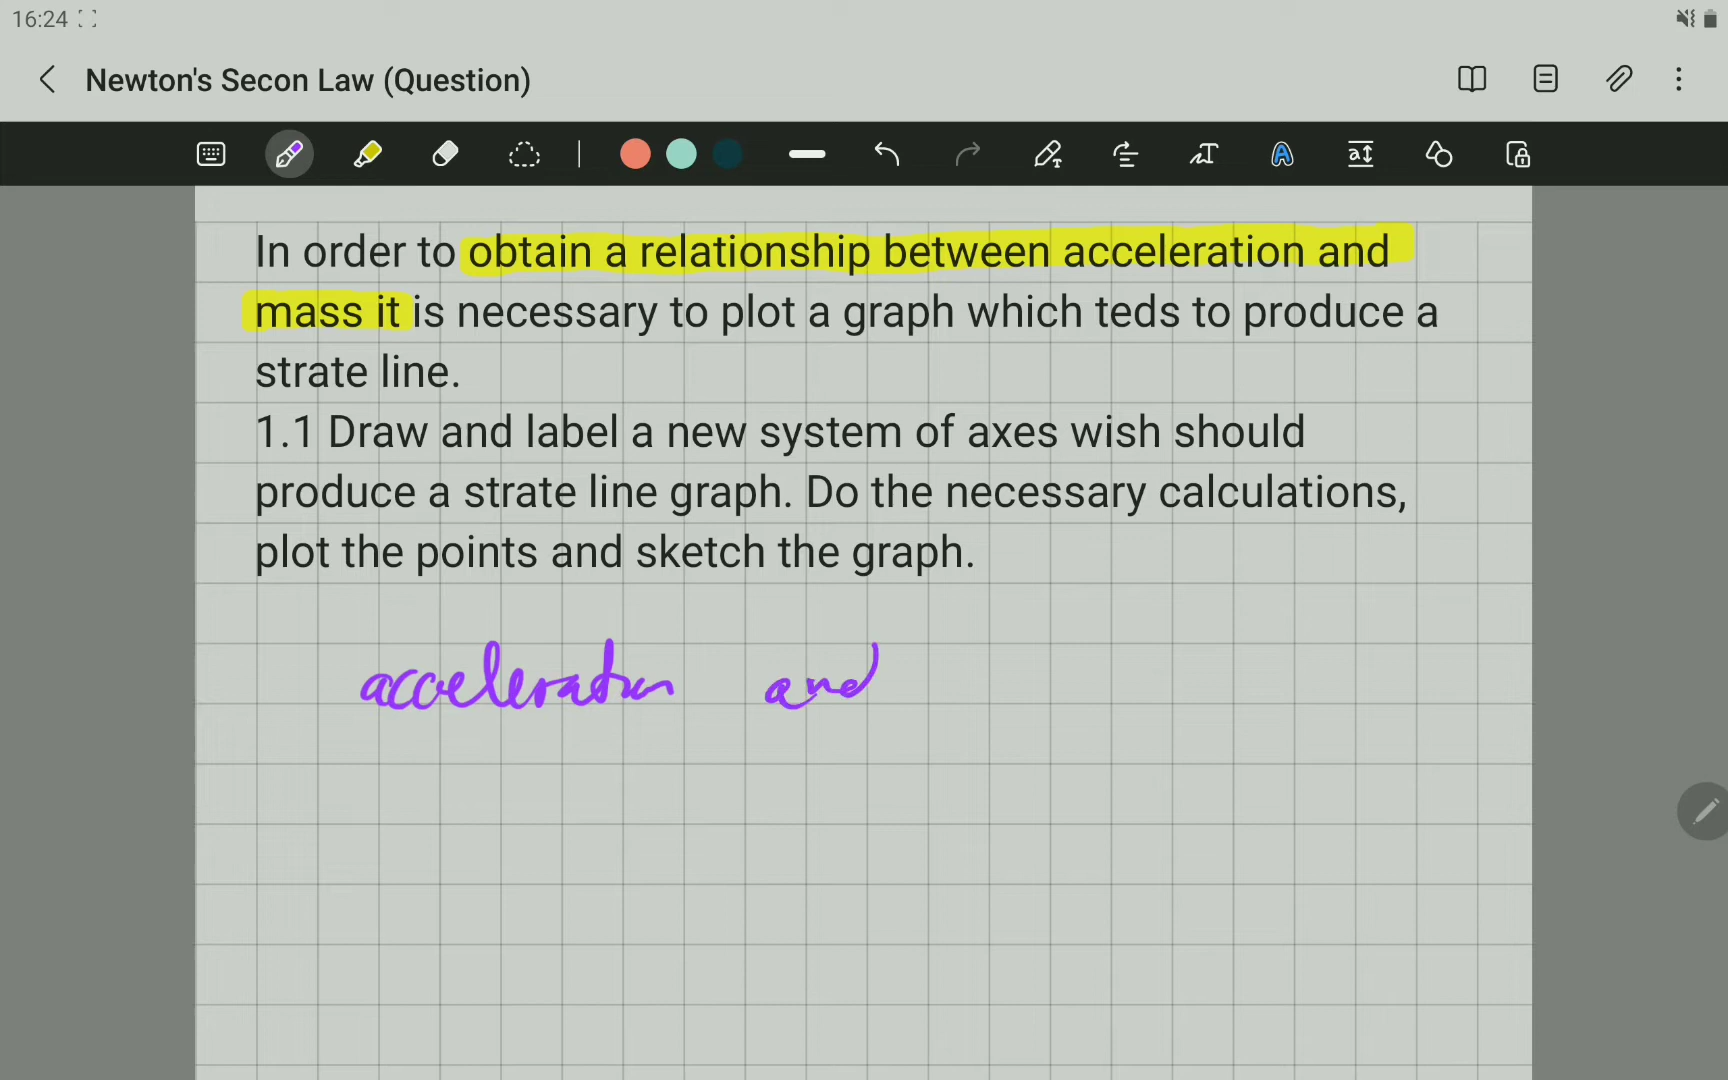 16:24
Newton's Secon Law (Question)
In order to obtain a relationship between acceleration and
mass it is necessary to plot a graph which teds to produce a
strate line.
1.1 Draw and label a new system of axes wish should
produce a strate line graph. Do the necessary calculations,
plot the points and sketch the graph.
acceleration and